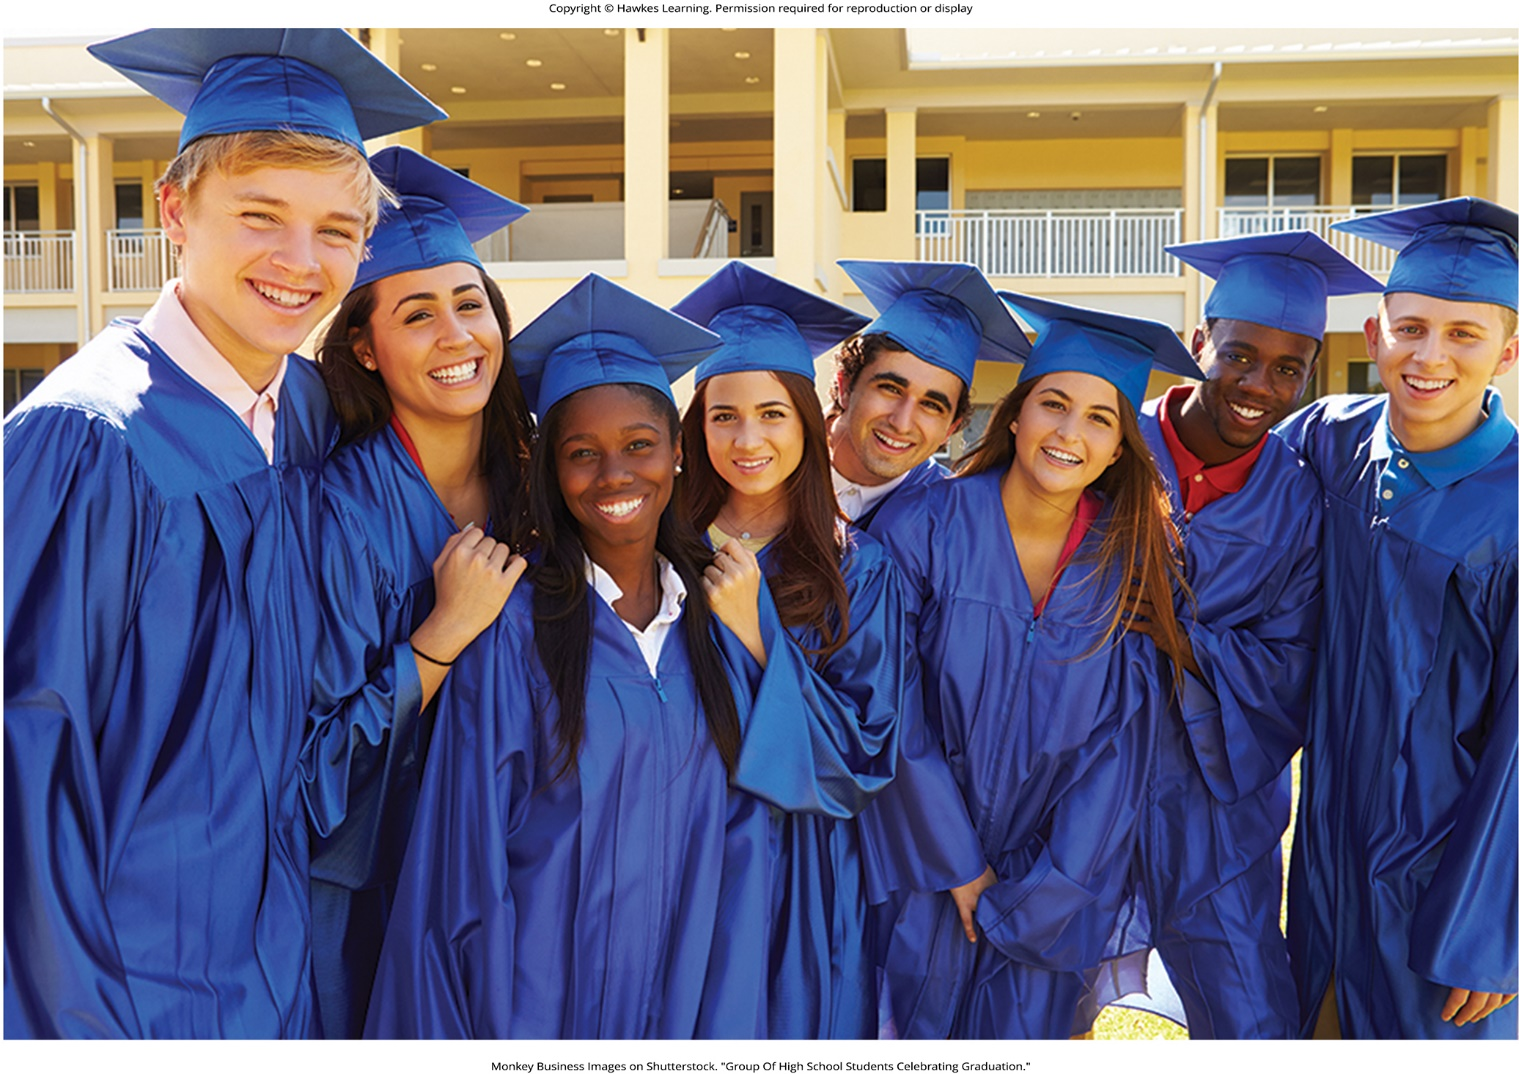 Copyright © Hawkes Learning. Permission required for reproduction or display
Monkey Business Images on Shutterstock. "Group Of High School Students Celebrating Graduation."